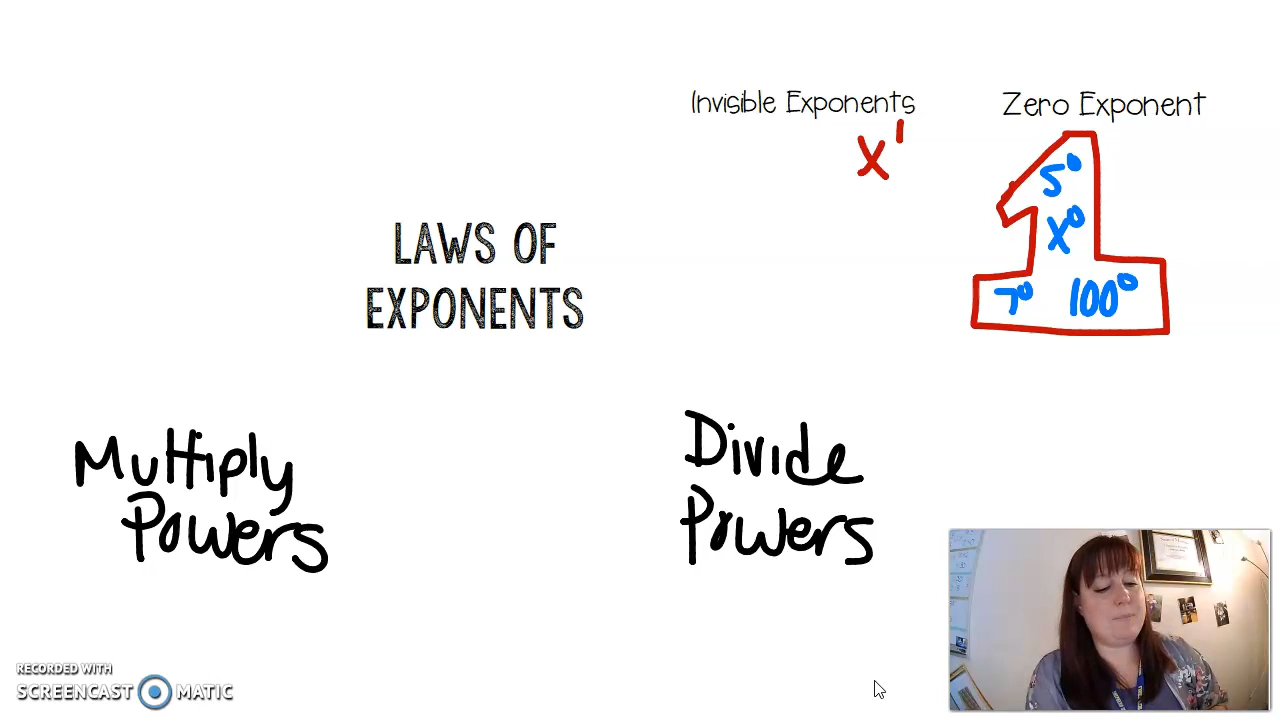 Invisible Exponents
x¹
Zero Exponent
5⁰
x⁰
7⁰ 100⁰
LAWS OF
EXPONENTS
Multiply
Powers
Divide
Powers
RECORDED WITH
SCREENCAST MATIC